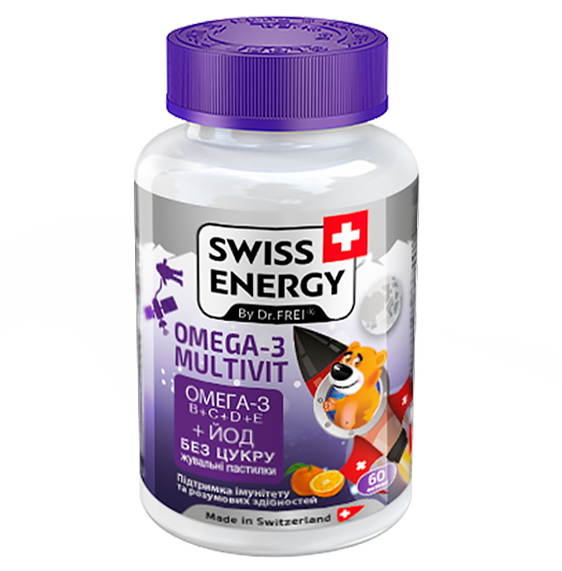 SWISS
ENERGY
By Dr.FREI®
OMEGA-3
MULTIVIT
ОМЕГА-3
B+C+D+E
+ ЙОД
БЕЗ ЦУКРУ
жувальні пастилки
60
Підтримка імунітету
та розумових здібностей
Made in Switzerland